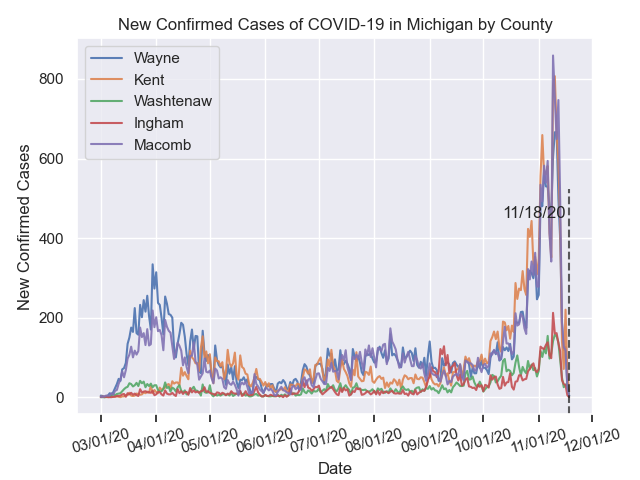 New Confirmed Cases of COVID-19 in Michigan by County
Wayne
Kent
Washtenaw
Ingham
Macomb
800
600
400
200
0
New Confirmed Cases
11/18/20
03/01/20
04/01/20
05/01/20
06/01/20
07/01/20
08/01/20
09/01/20
10/01/20
11/01/20
12/01/20
Date